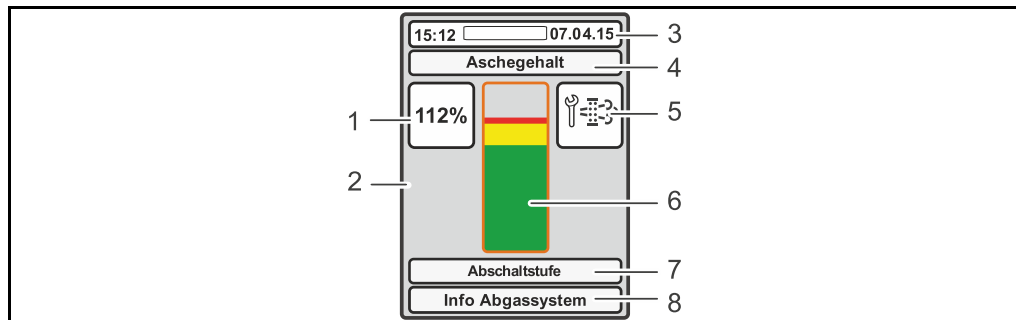 15:12 07.04.15 3
Aschegehalt 4
1 112% 5
2
6
Abschaltstufe 7
Info Abgassystem 8